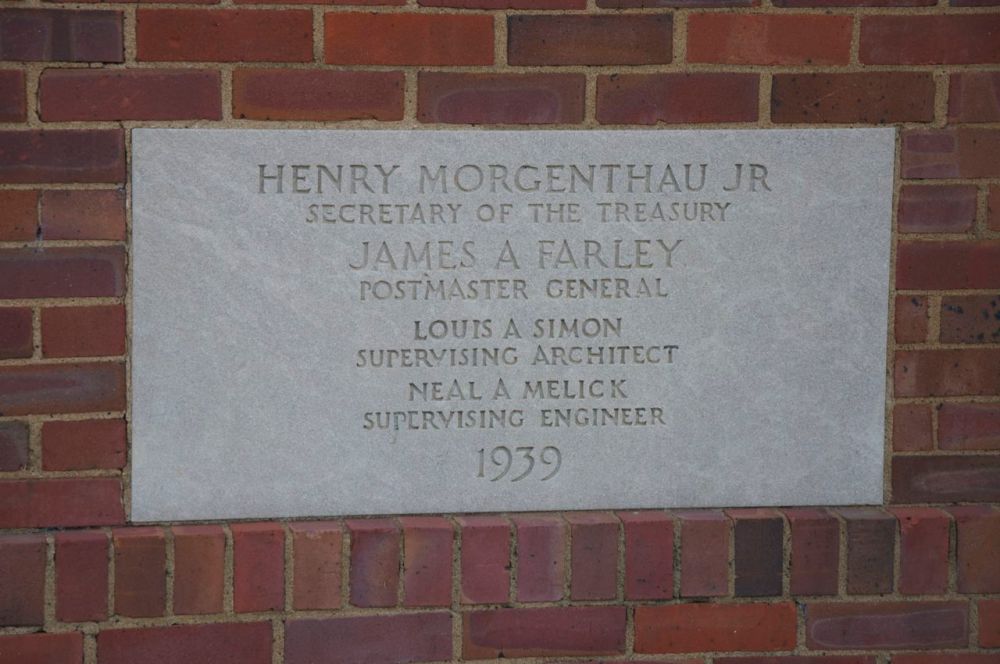 HENRY MORGENTHAU JR
SECRETARY OF THE TREASURY
JAMES A FARLEY
POSTMASTER GENERAL
LOUIS A SIMON
SUPERVISING ARCHITECT
NEAL A MELICK
SUPERVISING ENGINEER
1939